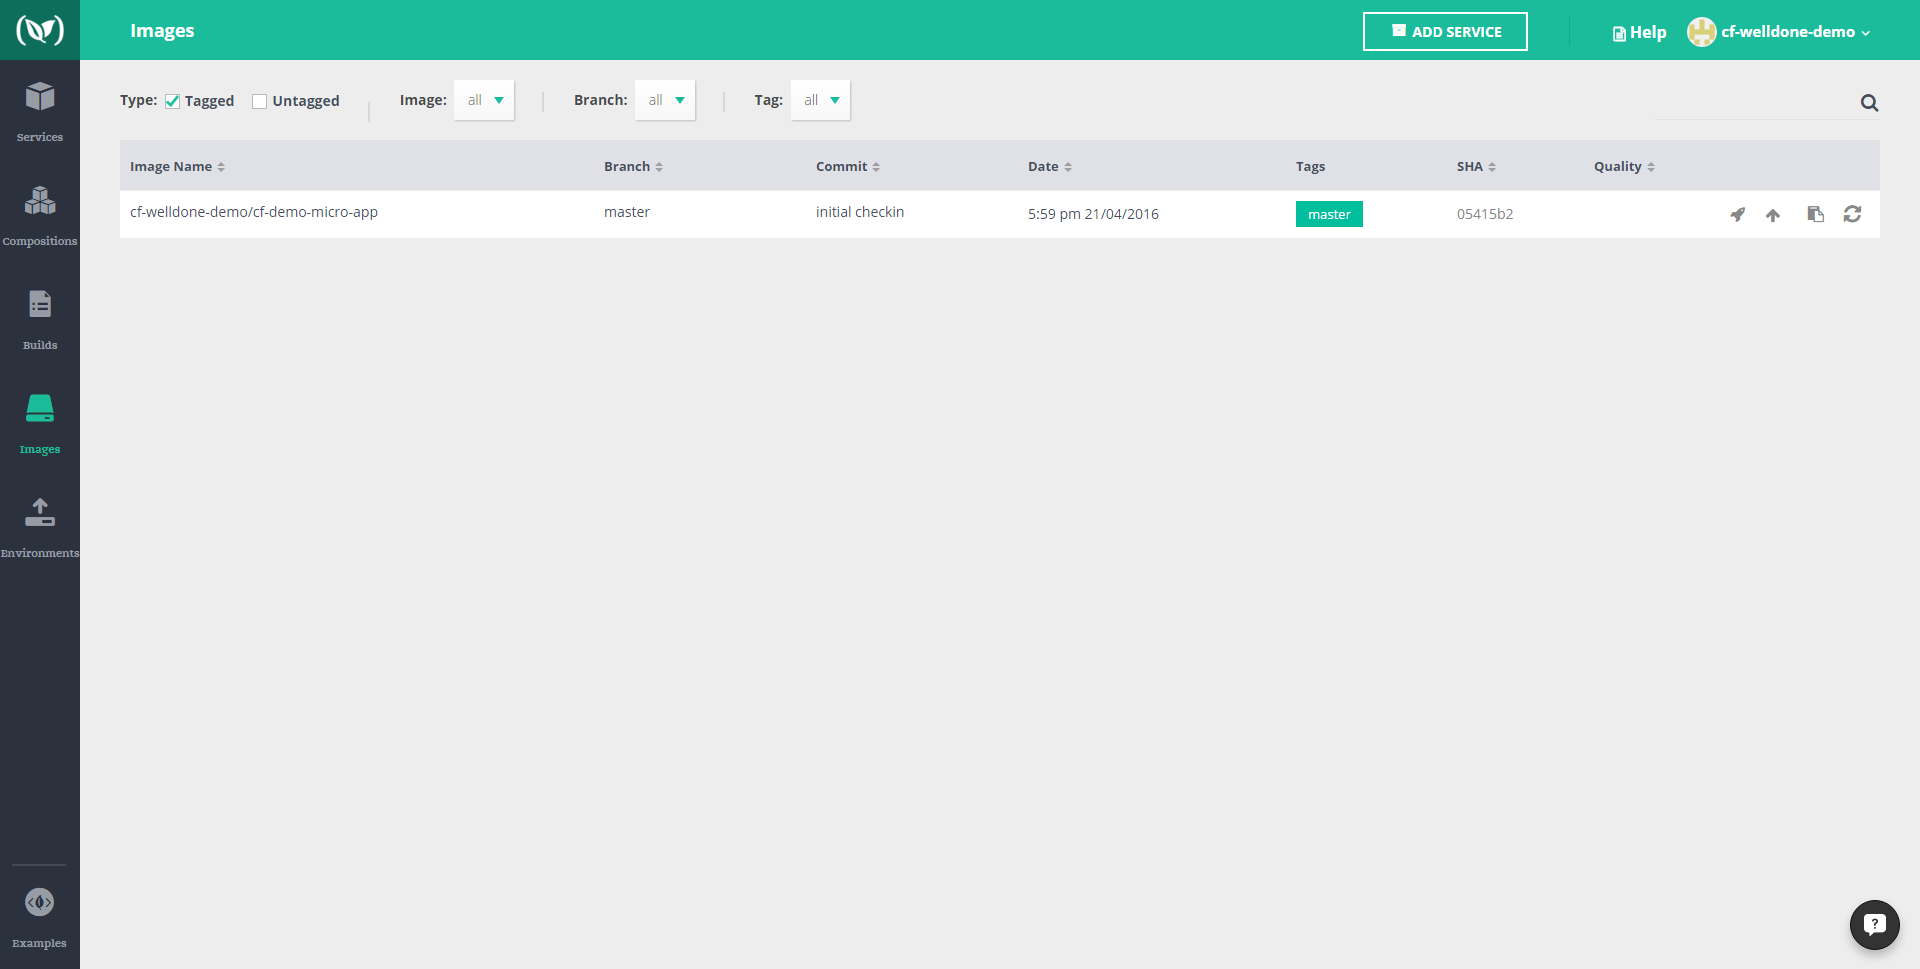 Images
ADD SERVICE
Help
cf-welldone-demo
Services
Compositions
Builds
Images
Environments
Examples
Type: Tagged Untagged Image: all Branch: all Tag: all
Image Name Branch Commit Date Tags SHA Quality
cf-welldone-demo/cf-demo-micro-app master initial checkin 5:59 pm 21/04/2016 master 05415b2
?